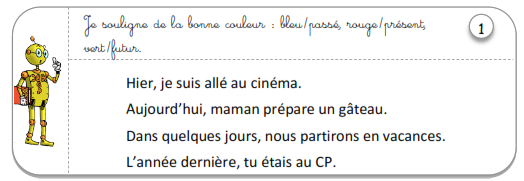 Je souligne de la bonne couleur : bleu/passé, rouge/présent,
vert/futur.
1
Hier, je suis allé au cinéma.
Aujourd'hui, maman prépare un gâteau.
Dans quelques jours, nous partirons en vacances.
L'année dernière, tu étais au CP.